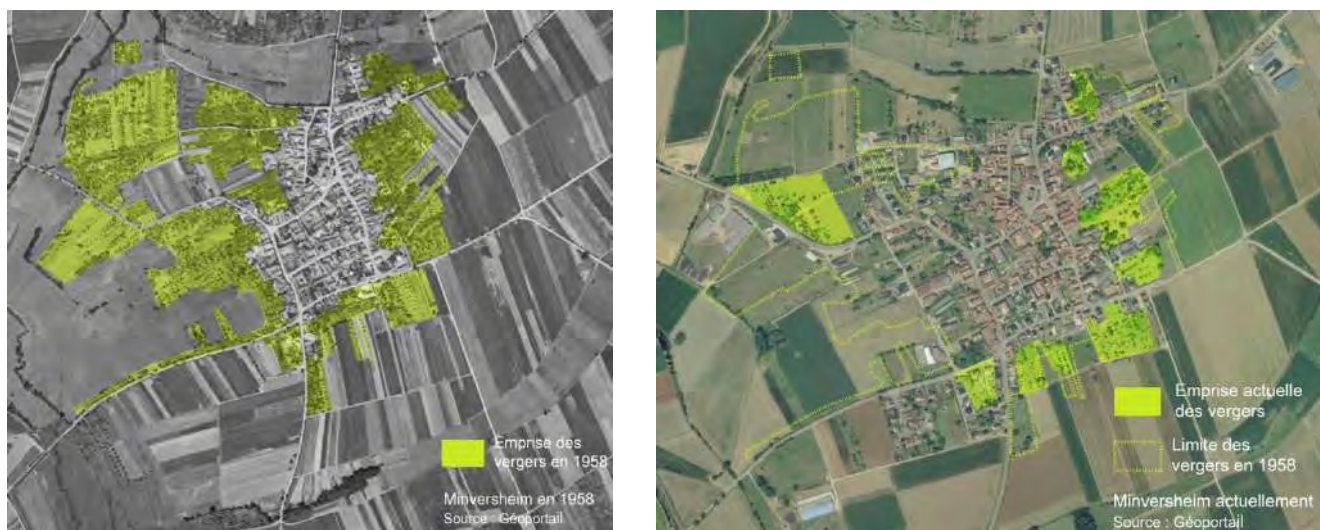 Emprise des
vergers en 1958
Minversheim en 1958
Source : Géoportail
Emprise actuelle
des vergers
Limite des
vergers en 1958
Minversheim actuellement
Source : Géoportail